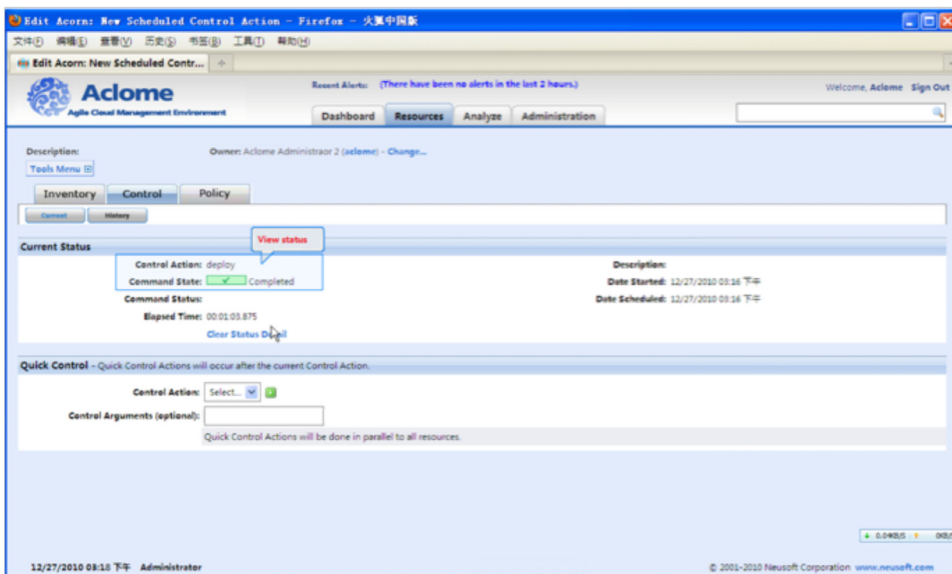 Edit Acorn: New Scheduled Control Action - Firefox - 火狐中国版
文件(F) 编辑(E) 查看(V) 历史(S) 书签(B) 工具(T) 帮助(H)
Edit Acorn: New Scheduled Contr...
Aclome
Agile Cloud Management Environment
Recent Alerts: (There have been no alerts in the last 2 hours.)
Welcome, Aclome Sign Out
Dashboard Resources Analyze Administration
Description: Owner: Aclome Administraor 2 (aclome) - Change...
Tools Menu
Inventory Control Policy
Current History
View status
Current Status
Control Action: deploy Description:
Command State: Completed Date Started: 12/27/2010 03:16 下午
Command Status: Date Scheduled: 12/27/2010 03:16 下午
Elapsed Time: 00:01:03.875
Clear Status Detail
Quick Control - Quick Control Actions will occur after the current Control Action.
Control Action: Select...
Control Arguments (optional):
Quick Control Actions will be done in parallel to all resources.
12/27/2010 03:18 下午 Administrator
© 2001-2010 Neusoft Corporation www.neusoft.com